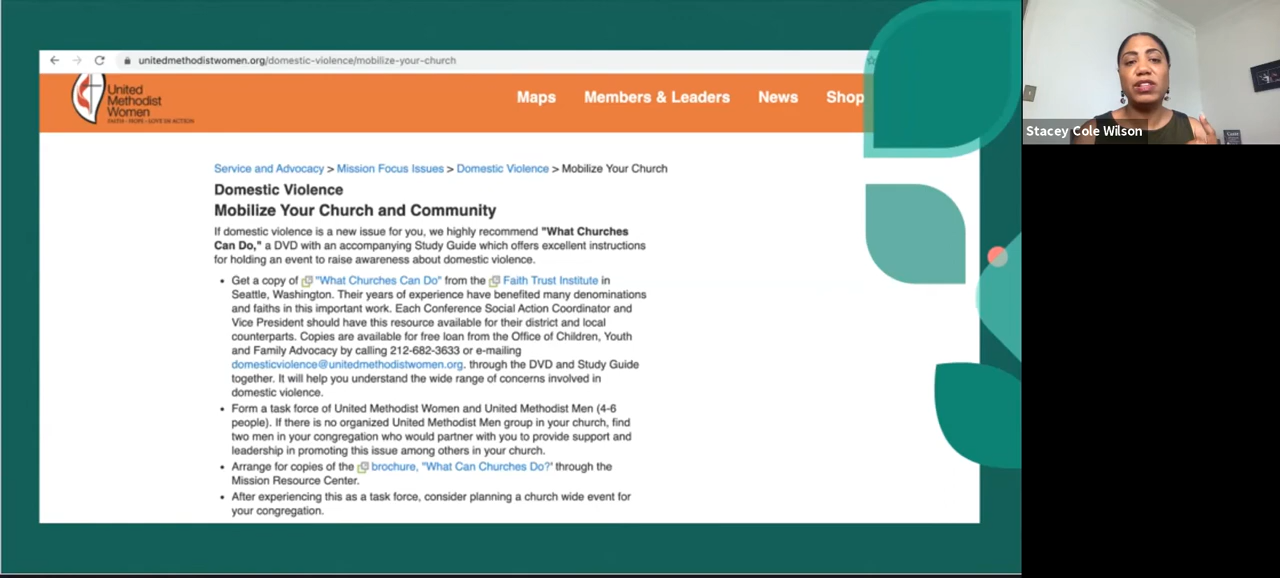 unitedmethodistwomen.org/domestic-violence/mobilize-your-church
United
Methodist
Women
FAITH • HOPE • LOVE IN ACTION
Maps
Members & Leaders
News
Shop
Service and Advocacy > Mission Focus Issues > Domestic Violence > Mobilize Your Church
Domestic Violence
Mobilize Your Church and Community
If domestic violence is a new issue for you, we highly recommend "What Churches
Can Do," a DVD with an accompanying Study Guide which offers excellent instructions
for holding an event to raise awareness about domestic violence.
• Get a copy of "What Churches Can Do" from the Faith Trust Institute in
Seattle, Washington. Their years of experience have benefited many denominations
and faiths in this important work. Each Conference Social Action Coordinator and
Vice President should have this resource available for their district and local
counterparts. Copies are available for free loan from the Office of Children, Youth
and Family Advocacy by calling 212-682-3633 or e-mailing
domesticviolence@unitedmethodistwomen.org. through the DVD and Study Guide
together. It will help you understand the wide range of concerns involved in
domestic violence.
• Form a task force of United Methodist Women and United Methodist Men (4-6
people). If there is no organized United Methodist Men group in your church, find
two men in your congregation who would partner with you to provide support and
leadership in promoting this issue among others in your church.
• Arrange for copies of the brochure, "What Can Churches Do?' through the
Mission Resource Center.
• After experiencing this as a task force, consider planning a church wide event for
your congregation.
Stacey Cole Wilson